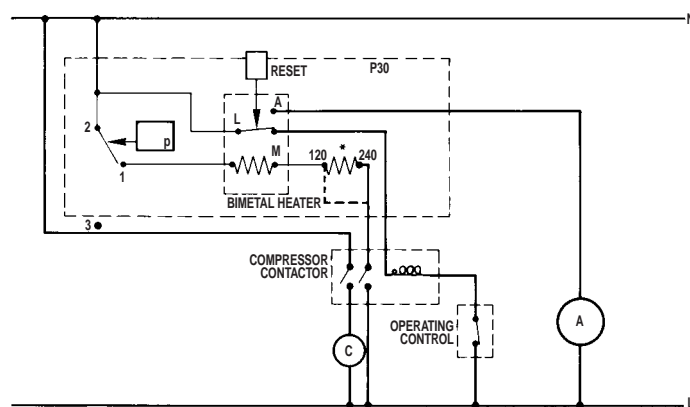 N
RESET
P30
A
L
2
p
M
*
120
240
1
BIMETAL HEATER
3
COMPRESSOR
CONTACTOR
OPERATING
CONTROL
A
C
L